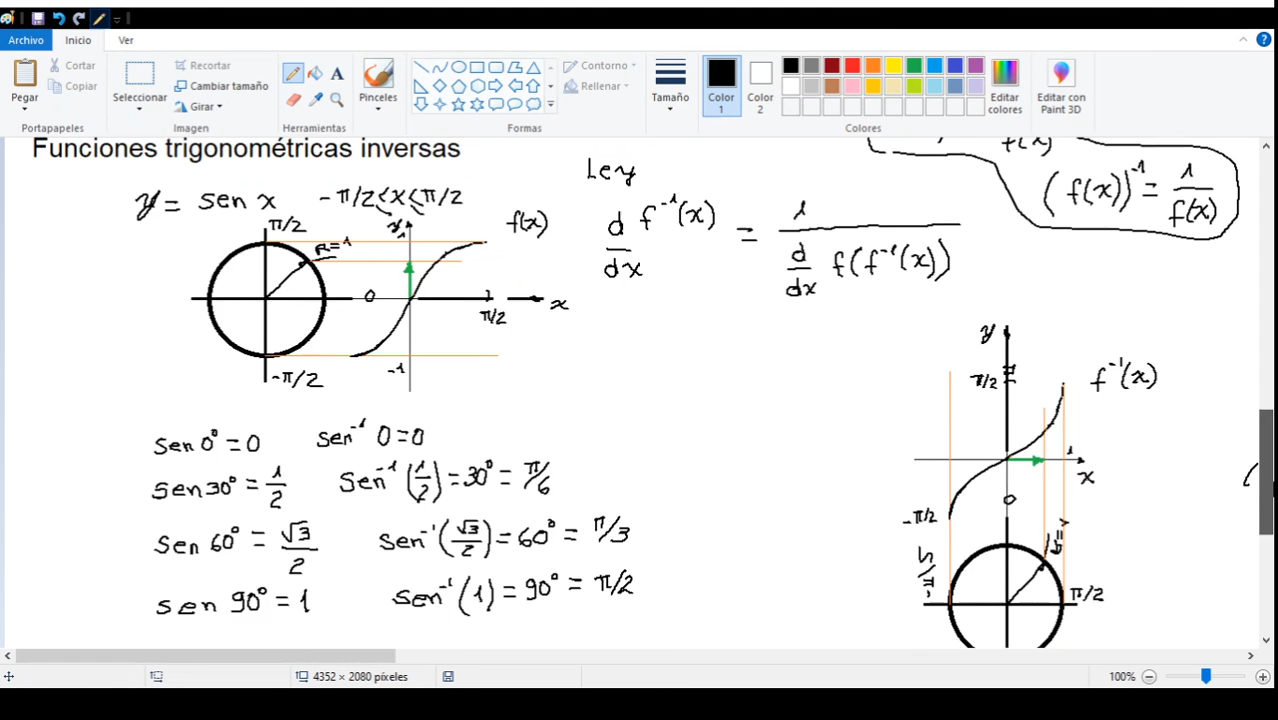 Archivo Inicio Ver
Pegar
Cortar
Copiar
Portapapeles
Seleccionar
Recortar
Cambiar tamaño
Girar
Imagen
Herramientas
Pinceles
Contorno
Rellenar
Formas
Tamaño
Color 1
Color 2
Colores
Editar colores
Editar con Paint 3D
Funciones trigonométricas inversas
y = sen x -π/2<x<π/2
π/2
R=1
y
1
f(x)
0
π/2
x
-π/2
-1
Ley
d/dx f⁻¹(x) = 1/(d/dx f(f⁻¹(x)))
f(x)
(f(x))⁻¹ = 1/f(x)
sen 0° = 0 sen⁻¹ 0 = 0
sen 30° = 1/2 sen⁻¹(1/2) = 30° = π/6
sen 60° = √3/2 sen⁻¹(√3/2) = 60° = π/3
sen 90° = 1 sen⁻¹(1) = 90° = π/2
y
π/2
f⁻¹(x)
1
x
0
-π/2
R=1
-π/2
π/2
4352 × 2080 píxeles
100%